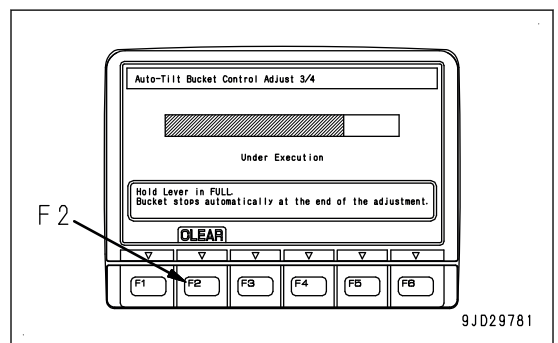 Auto-Tilt Bucket Control Adjust 3/4
Under Execution
Hold Lever in FULL.
Bucket stops automatically at the end of the adjustment.
F2
CLEAR
F1 F2 F3 F4 F5 F6
9JD29781